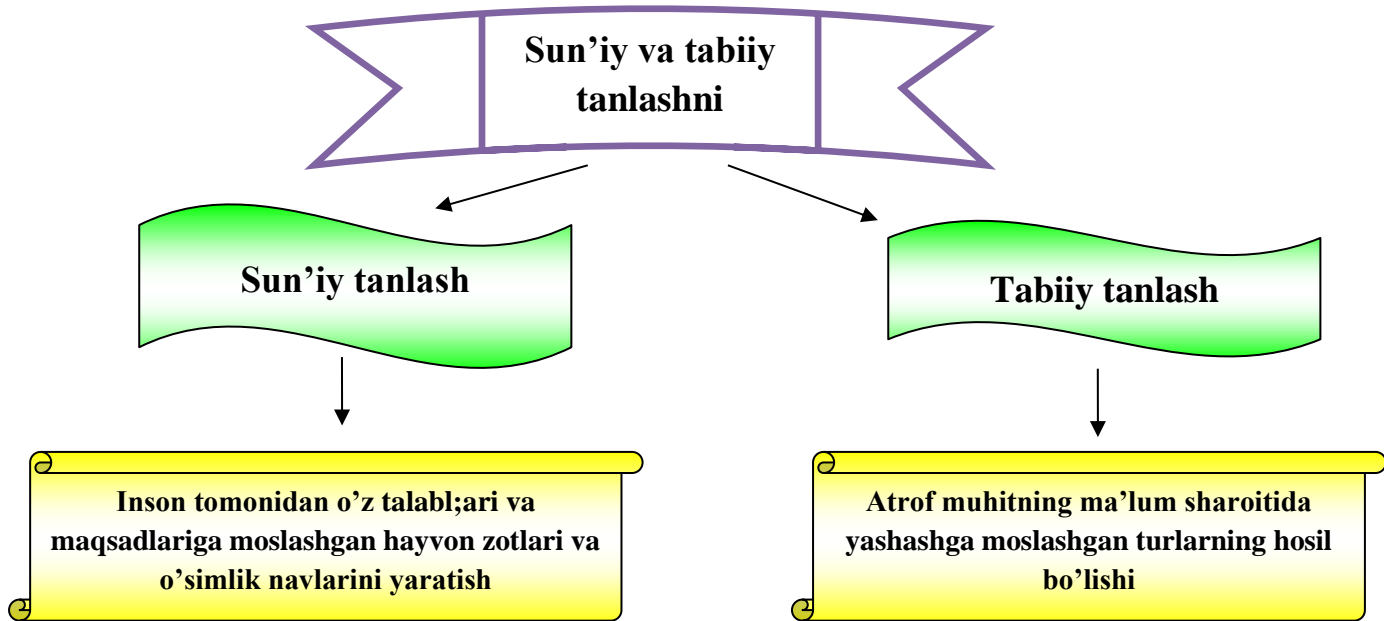 Sun’iy va tabiiy
tanlashni
Sun’iy tanlash
Tabiiy tanlash
Inson tomonidan o’z talabl;ari va
maqsadlariga moslashgan hayvon zotlari va
o’simlik navlarini yaratish
Atrof muhitning ma’lum sharoitida
yashashga moslashgan turlarning hosil
bo’lishi